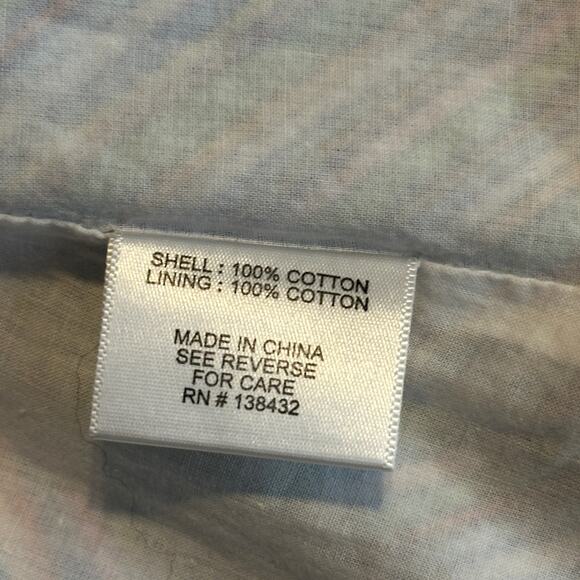 SHELL : 100% COTTON
LINING : 100% COTTON
MADE IN CHINA
SEE REVERSE
FOR CARE
RN # 138432